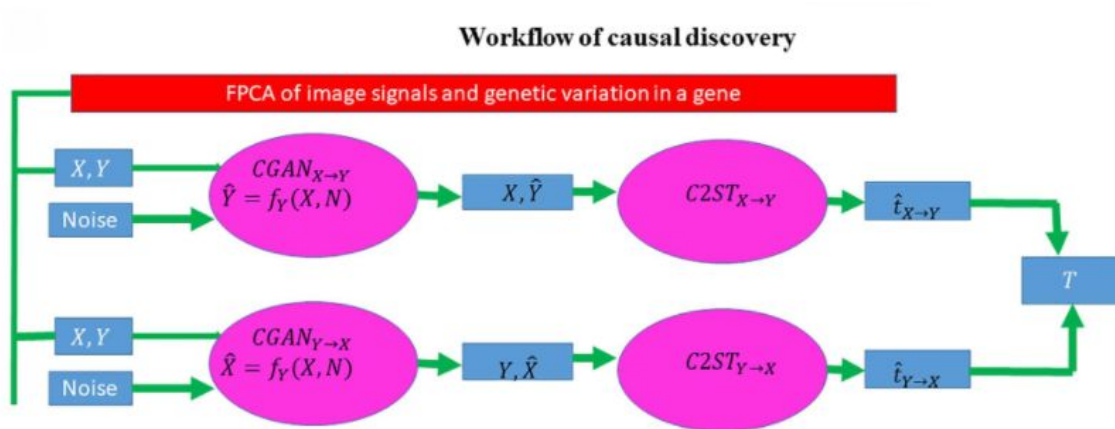 Workflow of causal discovery
FPCA of image signals and genetic variation in a gene
X, Y
Noise
CGAN_{X→Y}
Ŷ = f_Y(X, N)
X, Ŷ
C2ST_{X→Y}
t̂_{X→Y}
T
X, Y
Noise
CGAN_{Y→X}
X̂ = f_Y(X, N)
Y, X̂
C2ST_{Y→X}
t̂_{Y→X}